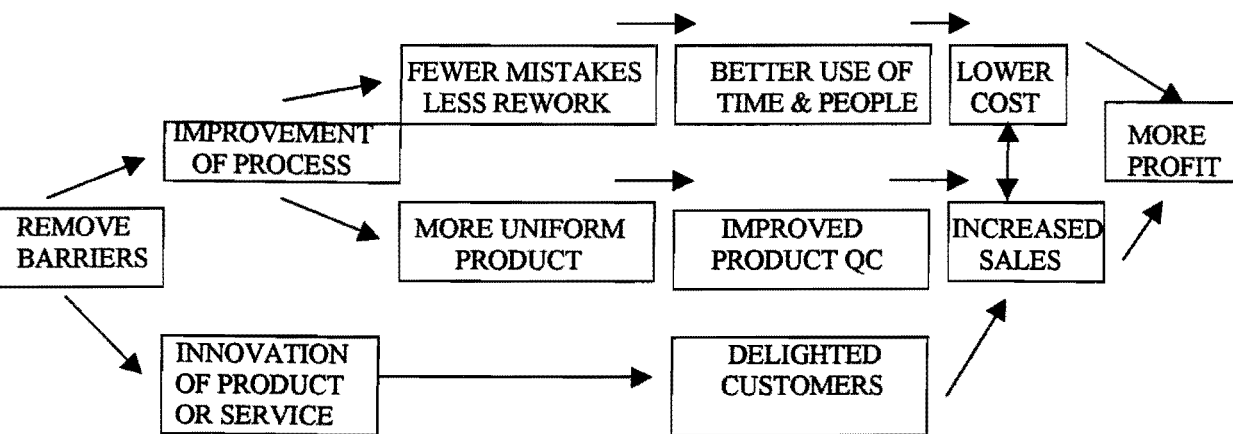 FEWER MISTAKES
LESS REWORK
BETTER USE OF
TIME & PEOPLE
LOWER
COST
MORE
PROFIT
IMPROVEMENT
OF PROCESS
REMOVE
BARRIERS
MORE UNIFORM
PRODUCT
IMPROVED
PRODUCT QC
INCREASED
SALES
INNOVATION
OF PRODUCT
OR SERVICE
DELIGHTED
CUSTOMERS